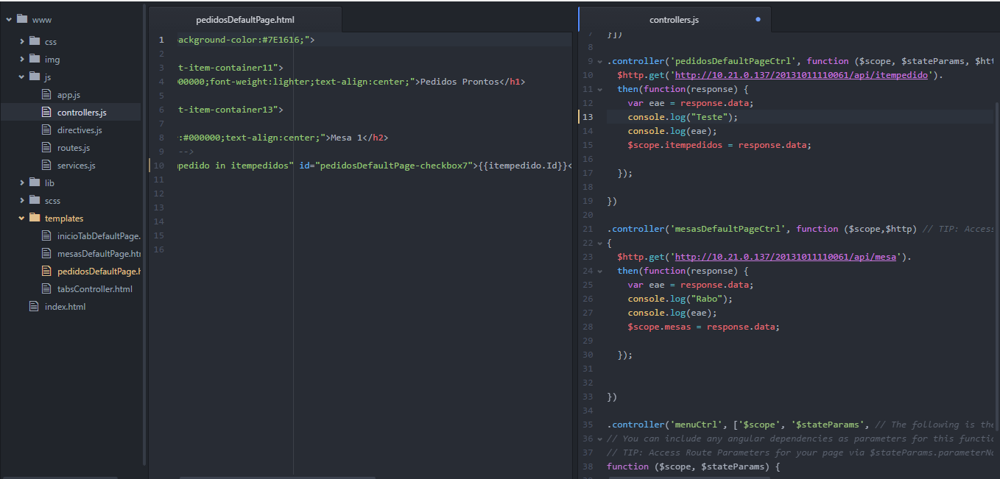 www
css
img
js
app.js
controllers.js
directives.js
routes.js
services.js
lib
scss
templates
inicioTabDefaultPage.
mesasDefaultPage.htm
pedidosDefaultPage.h
tabsController.html
index.html
pedidosDefaultPage.html
1 background-color:#7E1616;">
2
3 t-item-container11">
4 000000;font-weight:lighter;text-align:center;">Pedidos Prontos</h1>
5
6 t-item-container13">
7
8 :#000000;text-align:center;">Mesa 1</h2>
9 -->
10 pedido in itempedidos" id="pedidosDefaultPage-checkbox7">{{itempedido.Id}}<
11
12
13
14
15
16
controllers.js
7 }])
8
9 .controller('pedidosDefaultPageCtrl', function ($scope, $stateParams, $htt
10 $http.get('http://10.21.0.137/20131011110061/api/itempedido').
11 then(function(response) {
12 var eae = response.data;
13 console.log("Teste");
14 console.log(eae);
15 $scope.itempedidos = response.data;
16
17 });
18
19 })
20
21 .controller('mesasDefaultPageCtrl', function ($scope,$http) // TIP: Access
22 {
23 $http.get('http://10.21.0.137/20131011110061/api/mesa').
24 then(function(response) {
25 var eae = response.data;
26 console.log("Rabo");
27 console.log(eae);
28 $scope.mesas = response.data;
29
30 });
31
32
33 })
34
35 .controller('menuCtrl', ['$scope', '$stateParams', // The following is the
36 // You can include any angular dependencies as parameters for this functio
37 // TIP: Access Route Parameters for your page via $stateParams.parameterNa
38 function ($scope, $stateParams) {